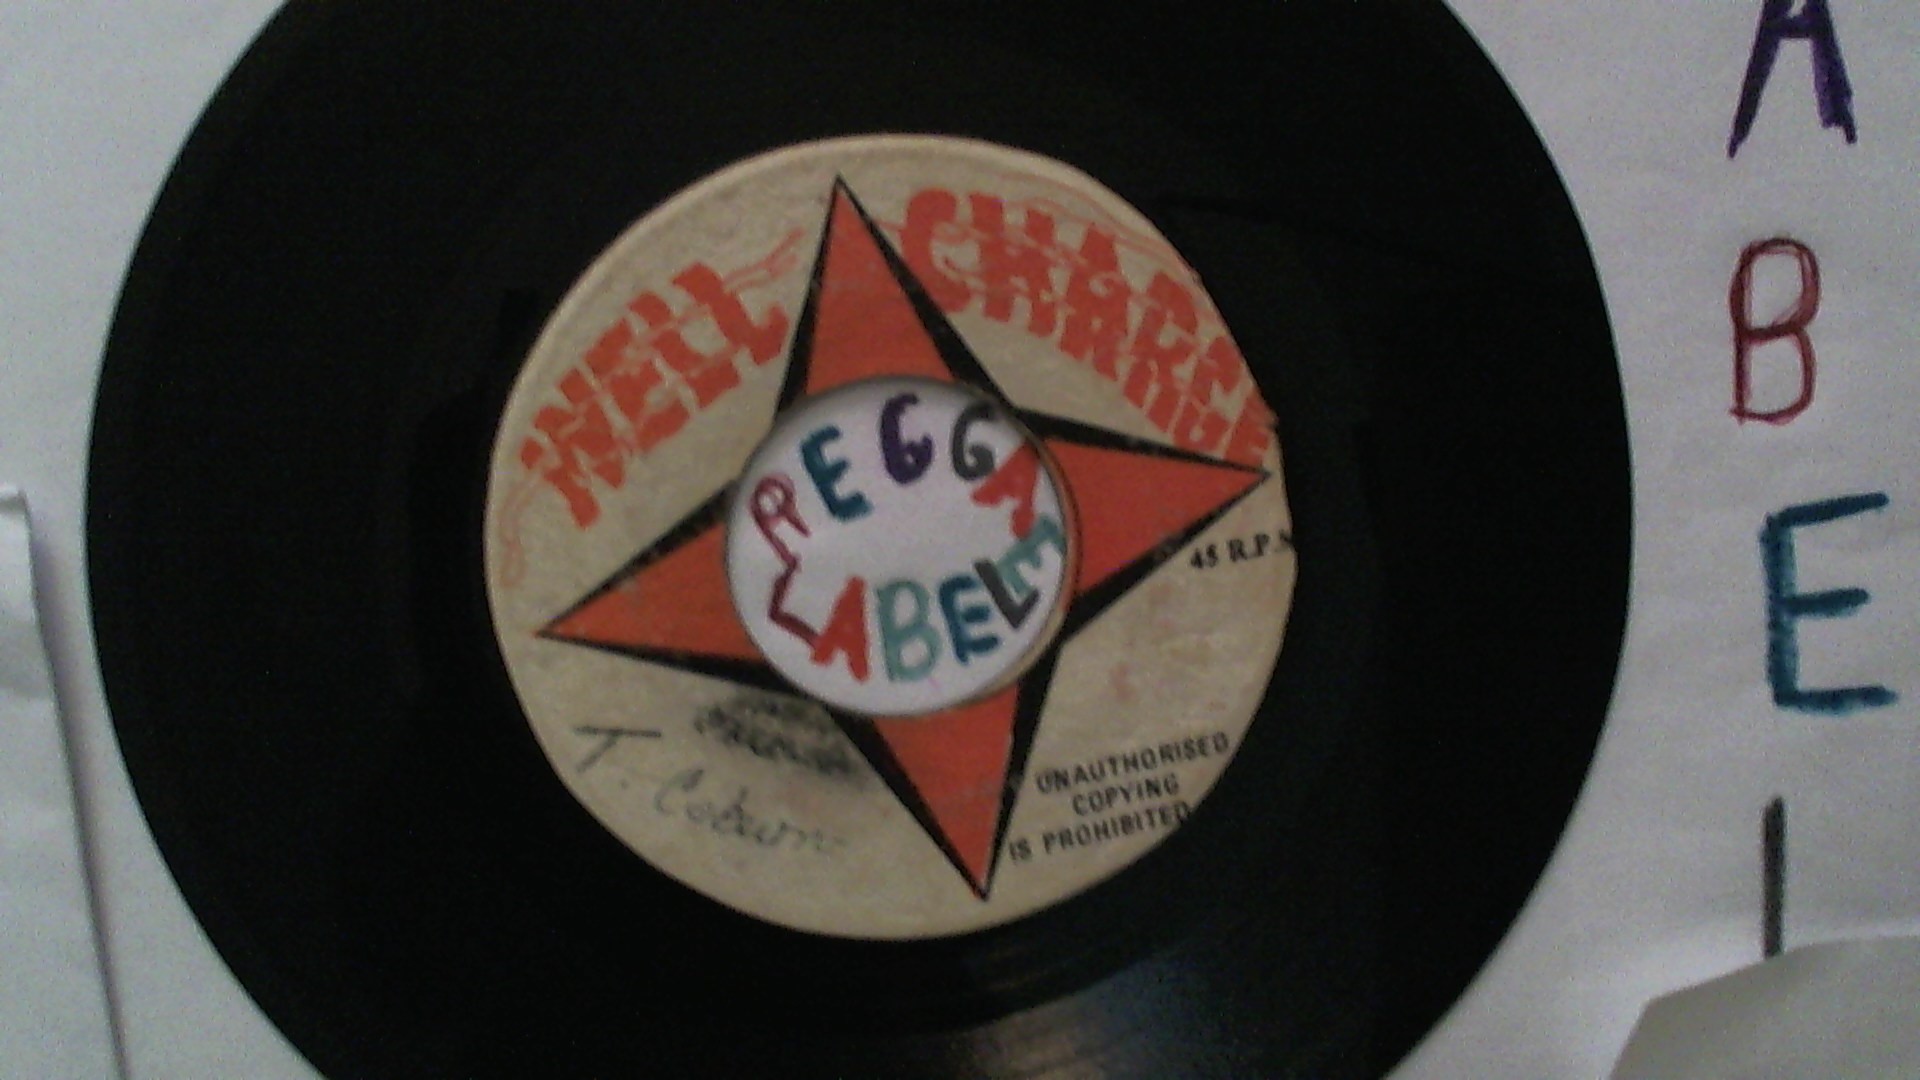 WELL CHARGE
REGGAE
LABEL
45 R.P.M
T. Coburn
UNAUTHORISED
COPYING
IS PROHIBITED
A
B
E
L